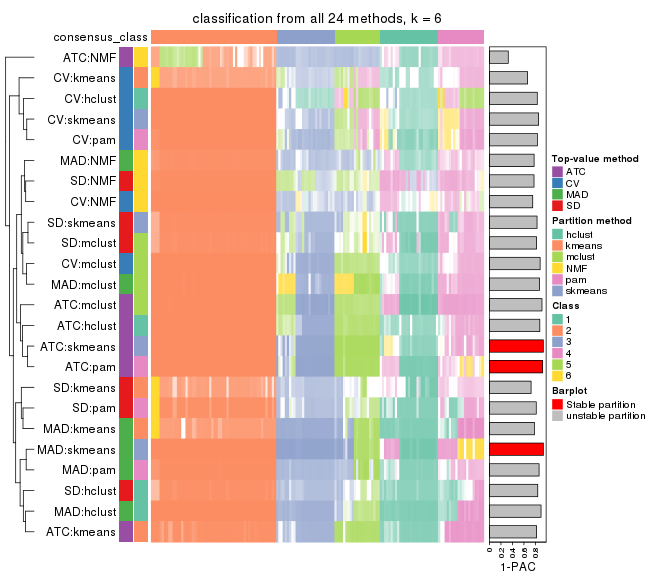 classification from all 24 methods, k = 6
consensus_class
ATC:NMF
CV:kmeans
CV:hclust
CV:skmeans
CV:pam
MAD:NMF
SD:NMF
CV:NMF
SD:skmeans
SD:mclust
CV:mclust
MAD:mclust
ATC:mclust
ATC:hclust
ATC:skmeans
ATC:pam
SD:kmeans
SD:pam
MAD:kmeans
MAD:skmeans
MAD:pam
SD:hclust
MAD:hclust
ATC:kmeans
0 0.2 0.4 0.6 0.8
1-PAC
Top-value method
ATC
CV
MAD
SD
Partition method
hclust
kmeans
mclust
NMF
pam
skmeans
Class
1
2
3
4
5
6
Barplot
Stable partition
unstable partition